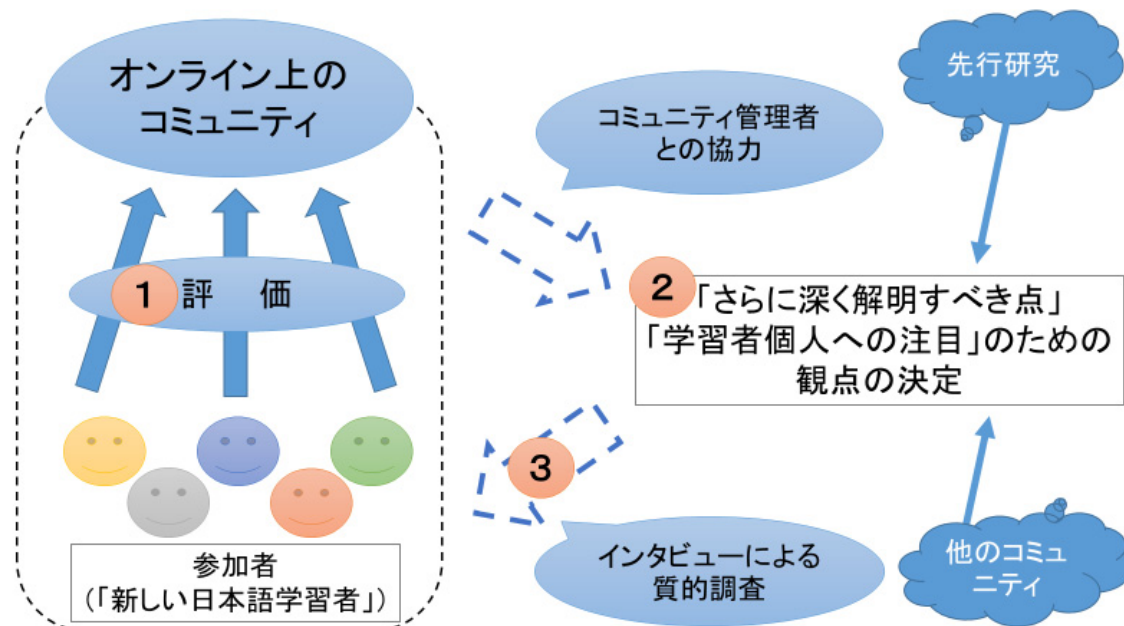 オンライン上の
コミュニティ
1 評　価
参加者
(「新しい日本語学習者」)
コミュニティ管理者
との協力
先行研究
2 「さらに深く解明すべき点」
「学習者個人への注目」のための
観点の決定
3
インタビューによる
質的調査
他のコミュ
ニティ